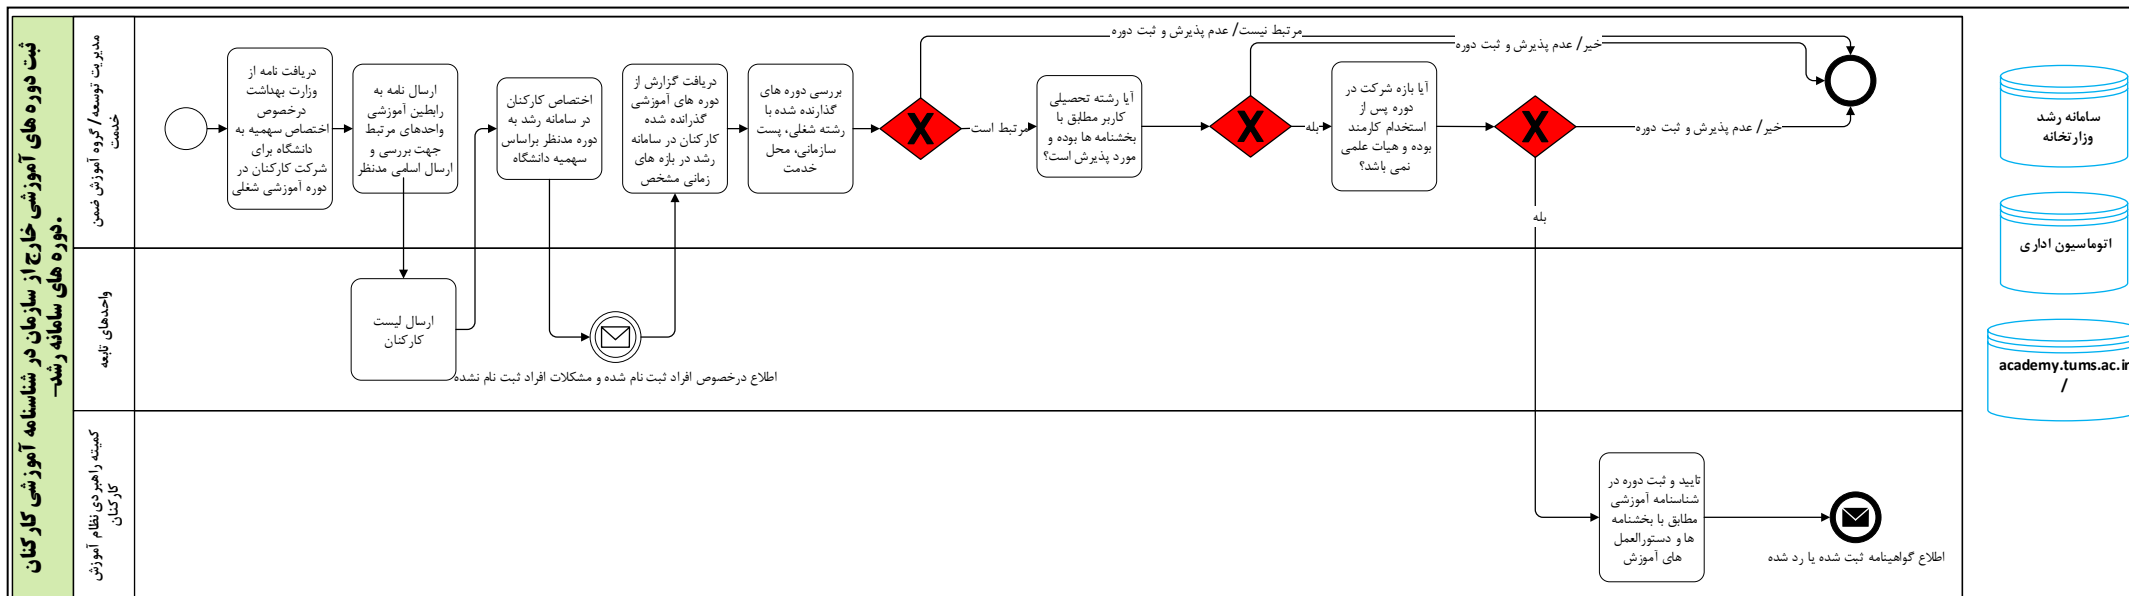 ثبت دوره های آموزشی خارج از سازمان در شناسنامه آموزشی کارکنان
–دوره های سامانه رشد.
مدیریت توسعه/ گروه آموزش ضمن
خدمت
دریافت نامه از
وزارت بهداشت
درخصوص
اختصاص سهمیه به
دانشگاه برای
شرکت کارکنان در
دوره آموزشی شغلی
ارسال نامه به
رابطین آموزشی
واحدهای مرتبط
جهت بررسی و
ارسال اسامی مدنظر
اختصاص کارکنان
در سامانه رشد به
دوره مدنظر براساس
سهمیه دانشگاه
دریافت گزارش از
دوره های آموزشی
گذرانده شده
کارکنان در سامانه
رشد در بازه های
زمانی مشخص
بررسی دوره های
گذارنده شده با
رشته شغلی، پست
سازمانی، محل
خدمت
X
مرتبط نیست/ عدم پذیرش و ثبت دوره
مرتبط است
آیا رشته تحصیلی
کاربر مطابق با
بخشنامه ها بوده و
مورد پذیرش است؟
X
خیر/ عدم پذیرش و ثبت دوره
بله
آیا بازه شرکت در
دوره پس از
استخدام کارمند
بوده و هیات علمی
نمی باشد؟
X
خیر/ عدم پذیرش و ثبت دوره
بله
واحدهای تابعه
ارسال لیست
کارکنان
اطلاع درخصوص افراد ثبت نام شده و مشکلات افراد ثبت نام نشده
کمیته راهبردی نظام آموزش
کارکنان
تایید و ثبت دوره در
شناسنامه آموزشی
مطابق با بخشنامه
ها و دستورالعمل
های آموزش
اطلاع گواهینامه ثبت شده یا رد شده
سامانه رشد
وزارتخانه
اتوماسیون اداری
academy.tums.ac.ir
/